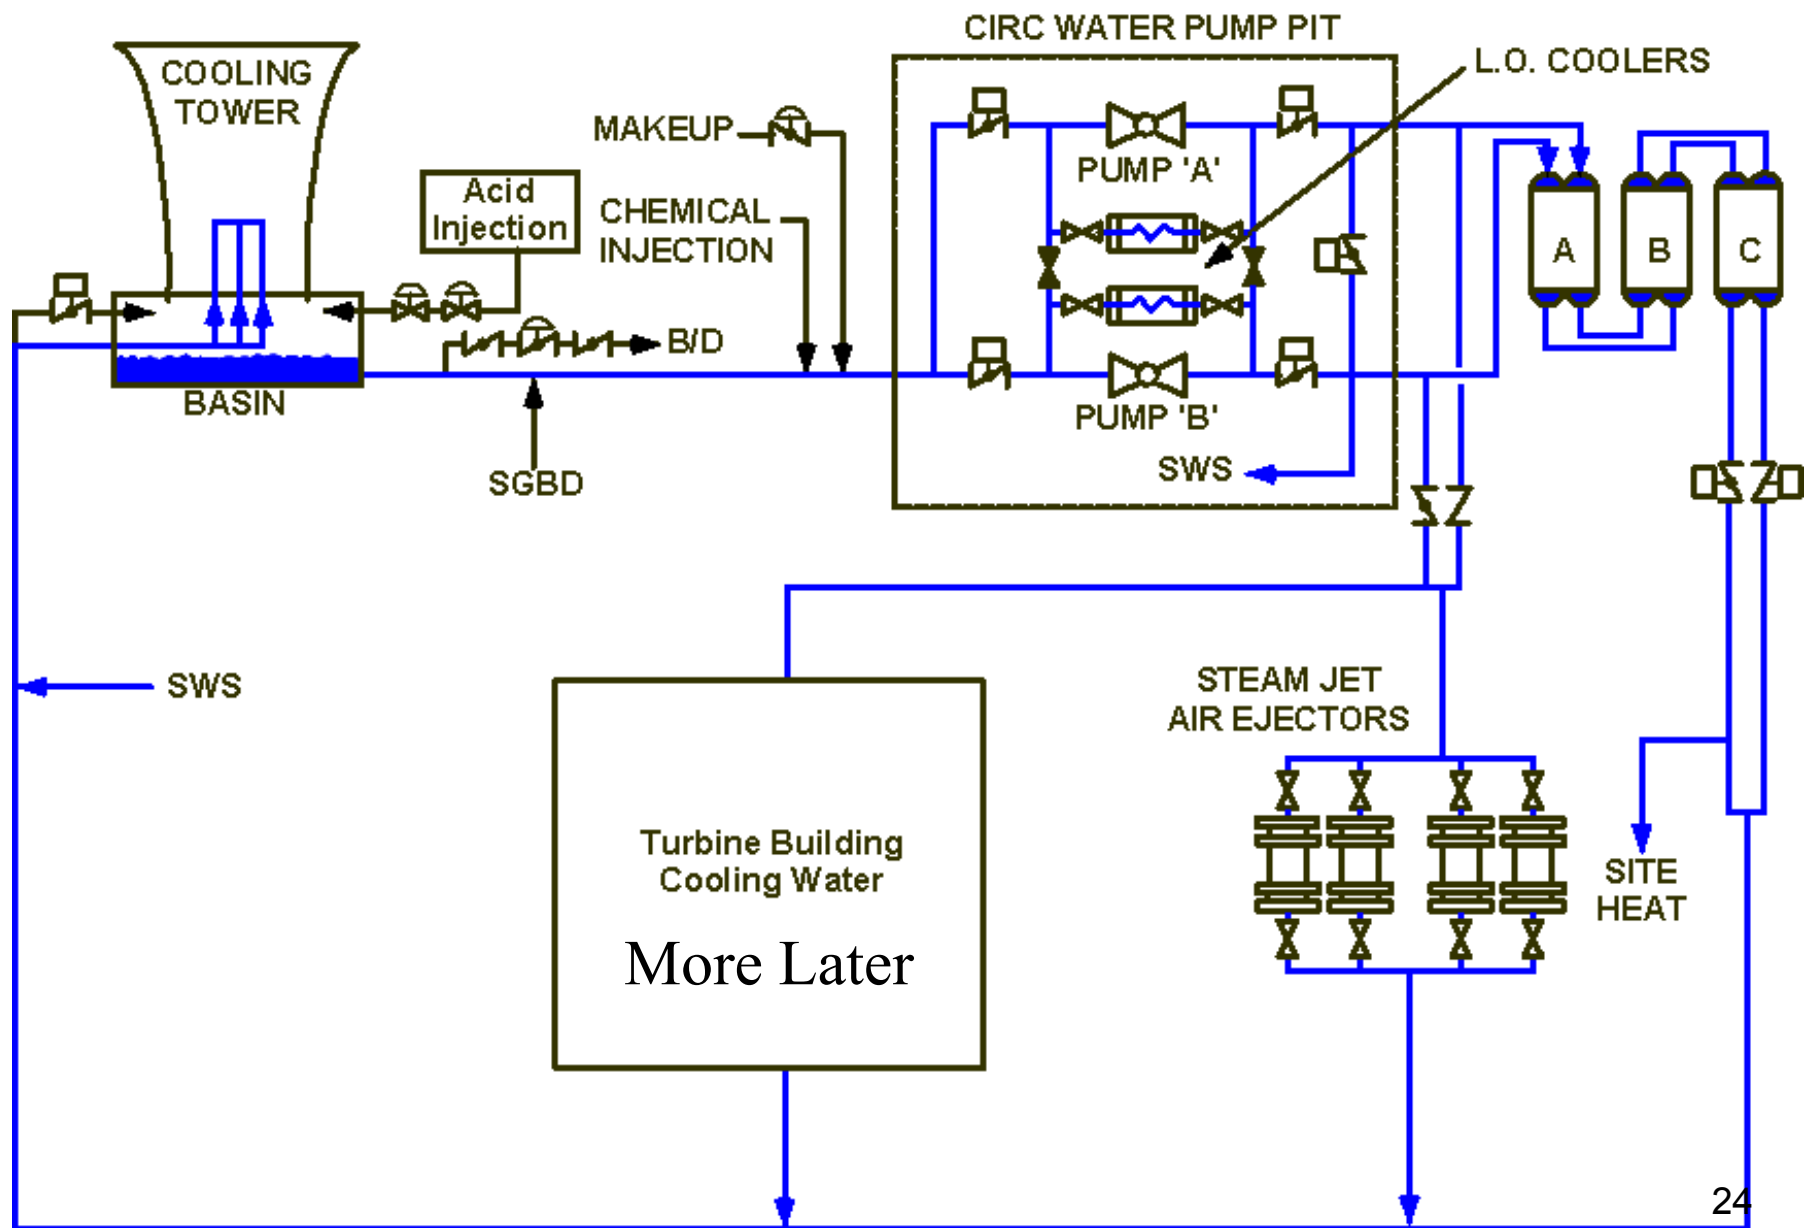 CIRC WATER PUMP PIT
L.O. COOLERS
COOLING
TOWER
MAKEUP
Acid
Injection
CHEMICAL
INJECTION
PUMP 'A'
A
B
C
B/D
BASIN
PUMP 'B'
SGBD
SWS
SWS
STEAM JET
AIR EJECTORS
Turbine Building
Cooling Water
More Later
SITE
HEAT
24